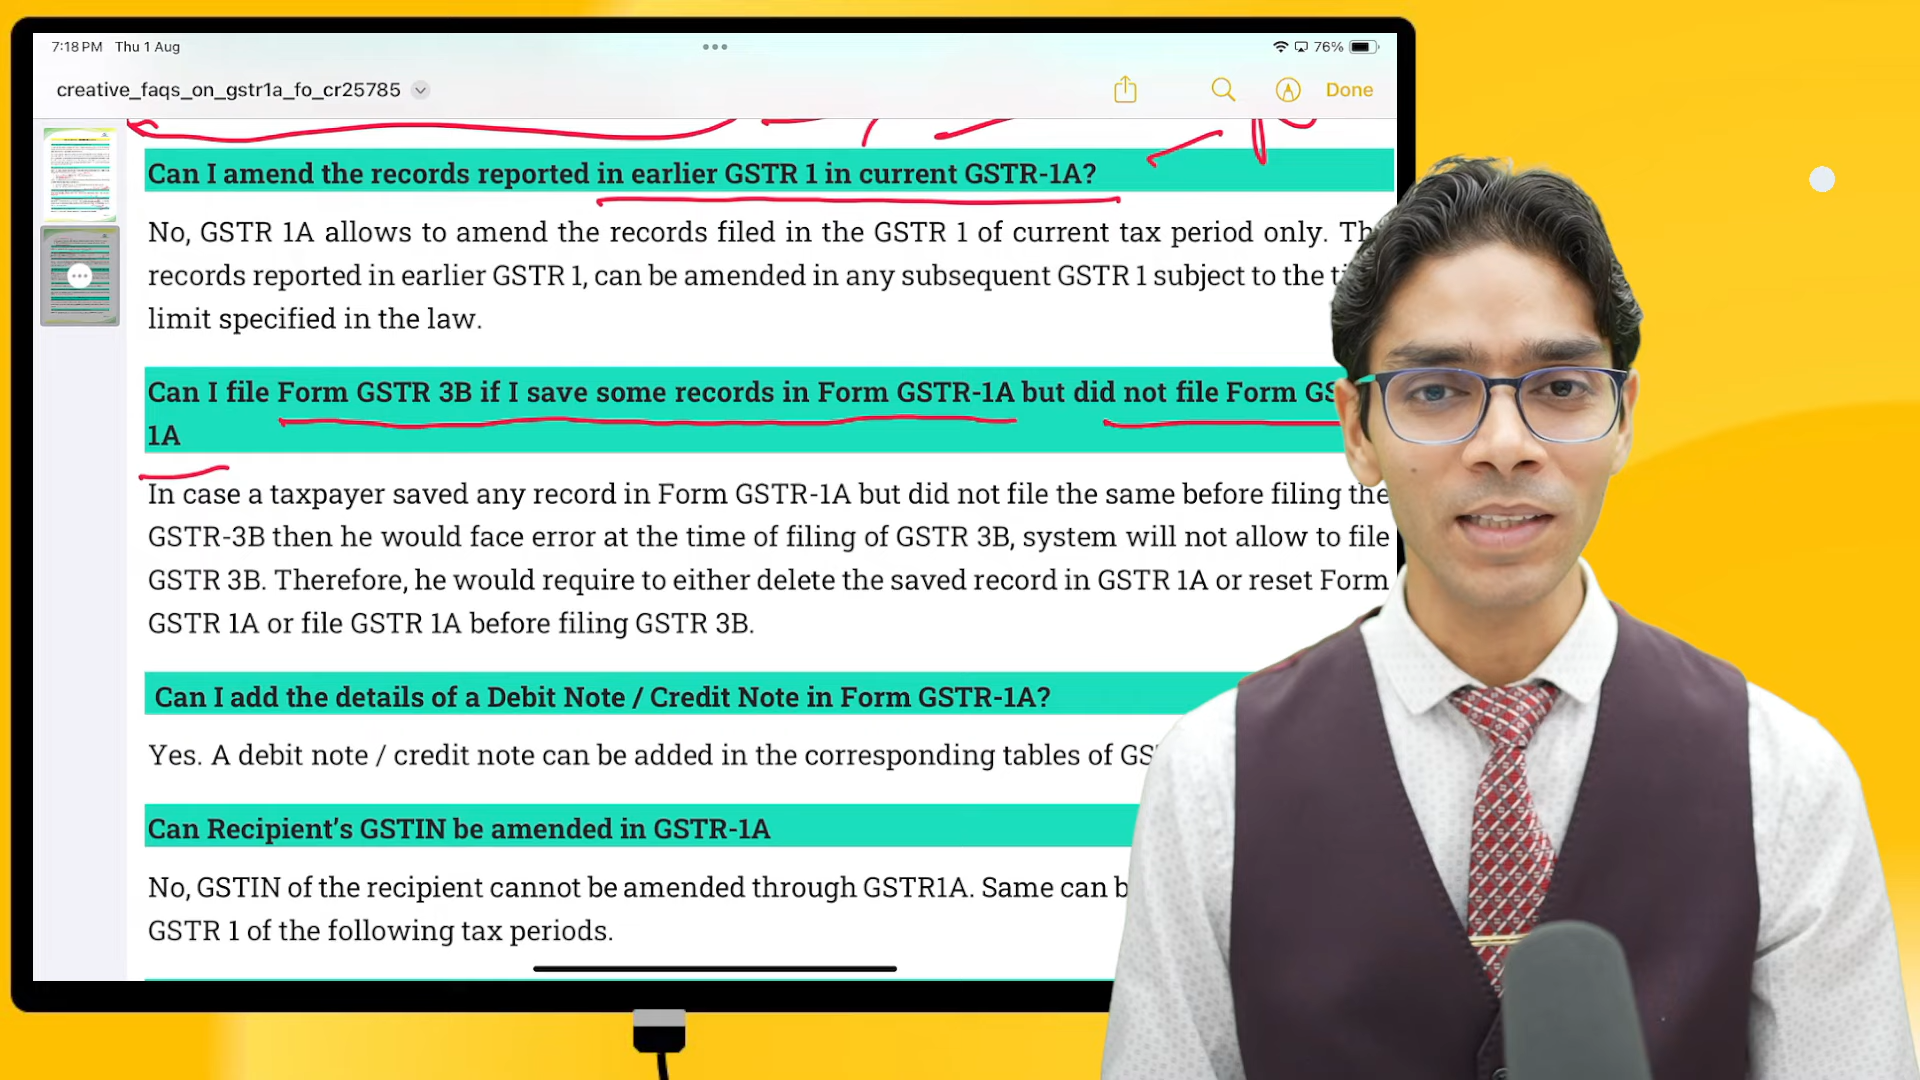 7:18 PM Thu 1 Aug
76%
creative_faqs_on_gstr1a_fo_cr25785
Done
Can I amend the records reported in earlier GSTR 1 in current GSTR-1A?
No, GSTR 1A allows to amend the records filed in the GSTR 1 of current tax period only. Th
records reported in earlier GSTR 1, can be amended in any subsequent GSTR 1 subject to the
limit specified in the law.
Can I file Form GSTR 3B if I save some records in Form GSTR-1A but did not file Form GS
1A
In case a taxpayer saved any record in Form GSTR-1A but did not file the same before filing the
GSTR-3B then he would face error at the time of filing of GSTR 3B, system will not allow to file
GSTR 3B. Therefore, he would require to either delete the saved record in GSTR 1A or reset Form
GSTR 1A or file GSTR 1A before filing GSTR 3B.
Can I add the details of a Debit Note / Credit Note in Form GSTR-1A?
Yes. A debit note / credit note can be added in the corresponding tables of GS
Can Recipient's GSTIN be amended in GSTR-1A
No, GSTIN of the recipient cannot be amended through GSTR1A. Same can b
GSTR 1 of the following tax periods.